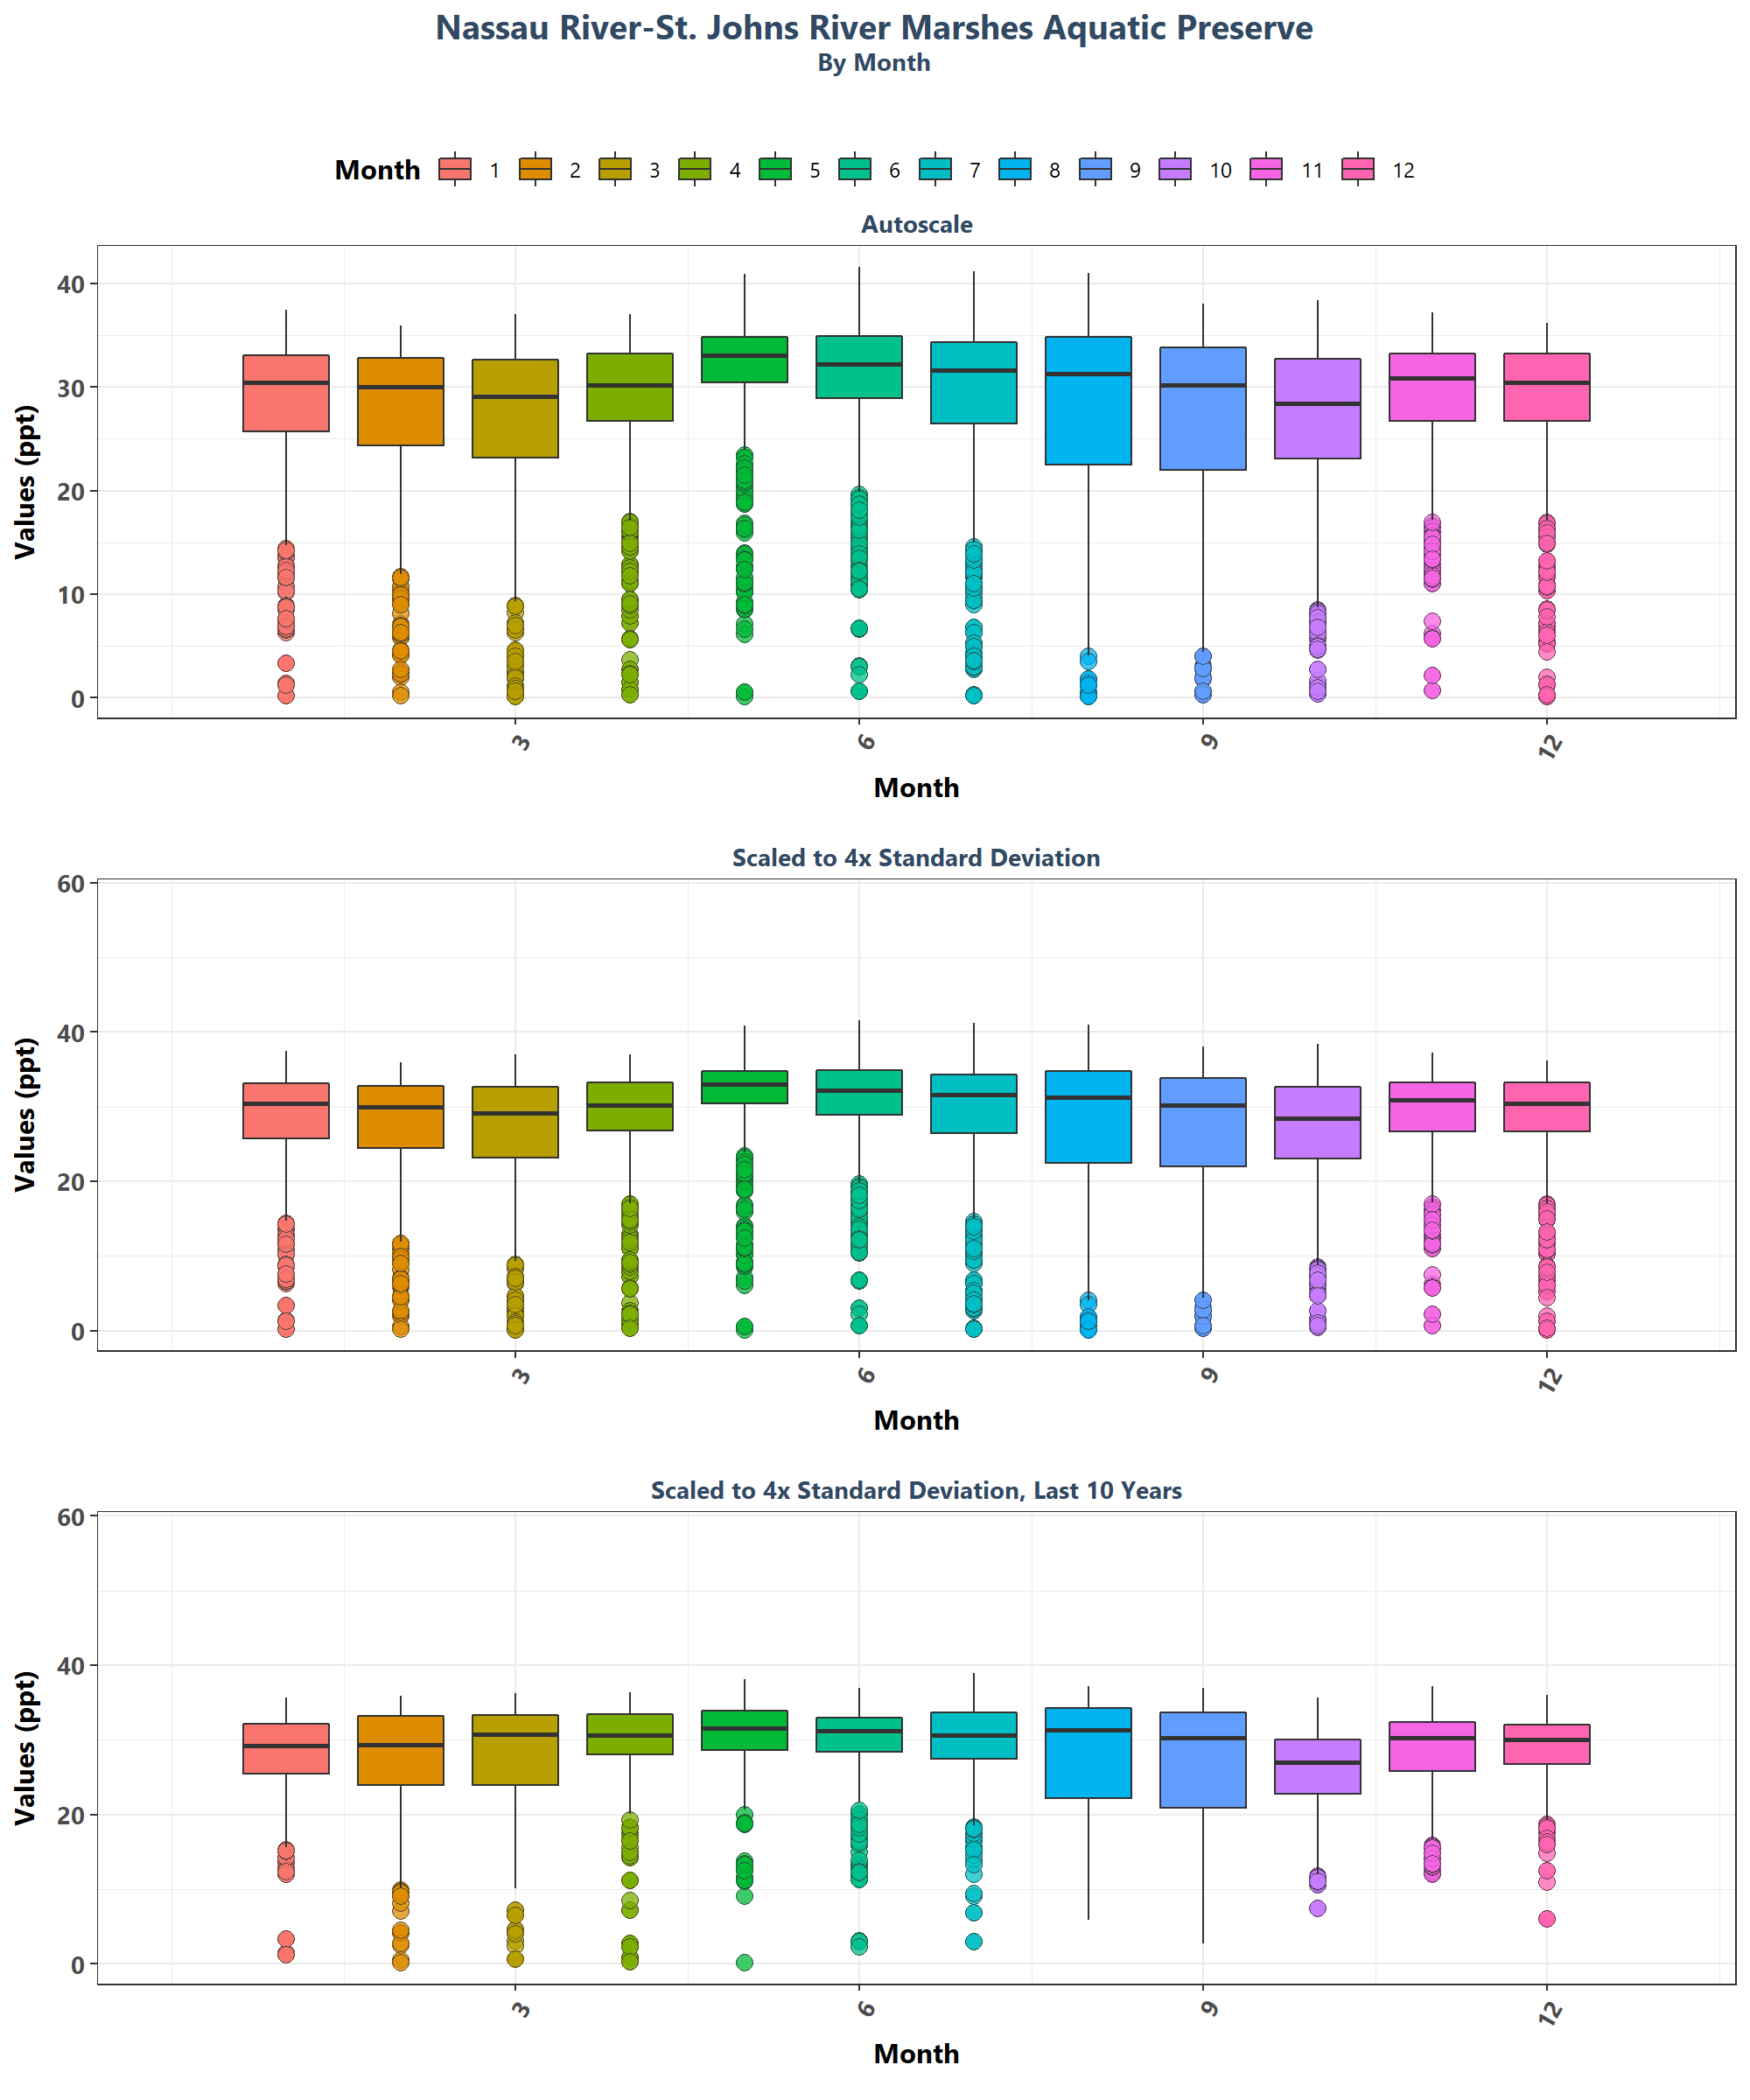 Nassau River-St. Johns River Marshes Aquatic Preserve
By Month
Month 1 2 3 4 5 6 7 8 9 10 11 12
Autoscale
Values (ppt)
40
30
20
10
0
3 6 9 12
Month
Scaled to 4x Standard Deviation
Values (ppt)
60
40
20
0
3 6 9 12
Month
Scaled to 4x Standard Deviation, Last 10 Years
Values (ppt)
60
40
20
0
3 6 9 12
Month